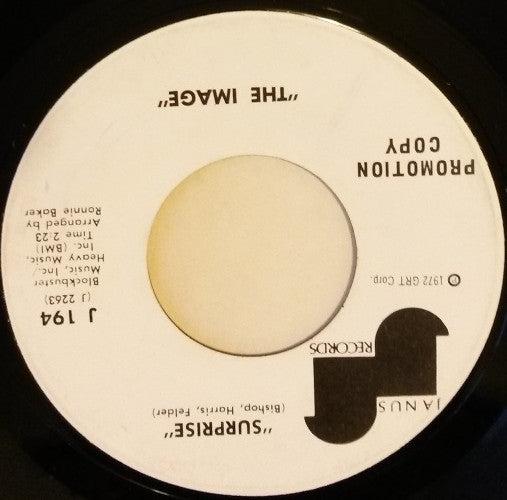 JANUS
RECORDS
"SURPRISE"
(Bishop, Harris, Felder)
℗ 1972 GRT Corp.
J 194
(J 2263)
Blockbuster
Music, Inc./
Heavy Music,
Inc. (BMI)
Time 2:23
Arranged by
Ronnie Baker
PROMOTION
COPY
"THE IMAGE"